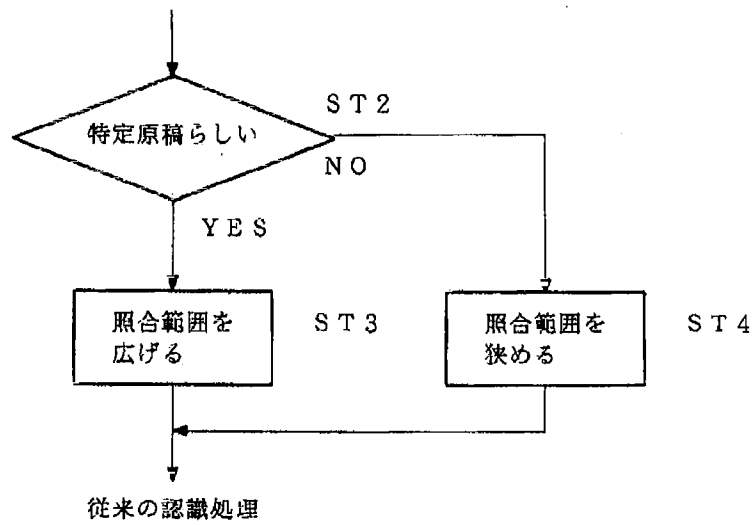 ST2
特定原稿らしい
NO
YES
照合範囲を
広げる
ST3
照合範囲を
狭める
ST4
従来の認識処理